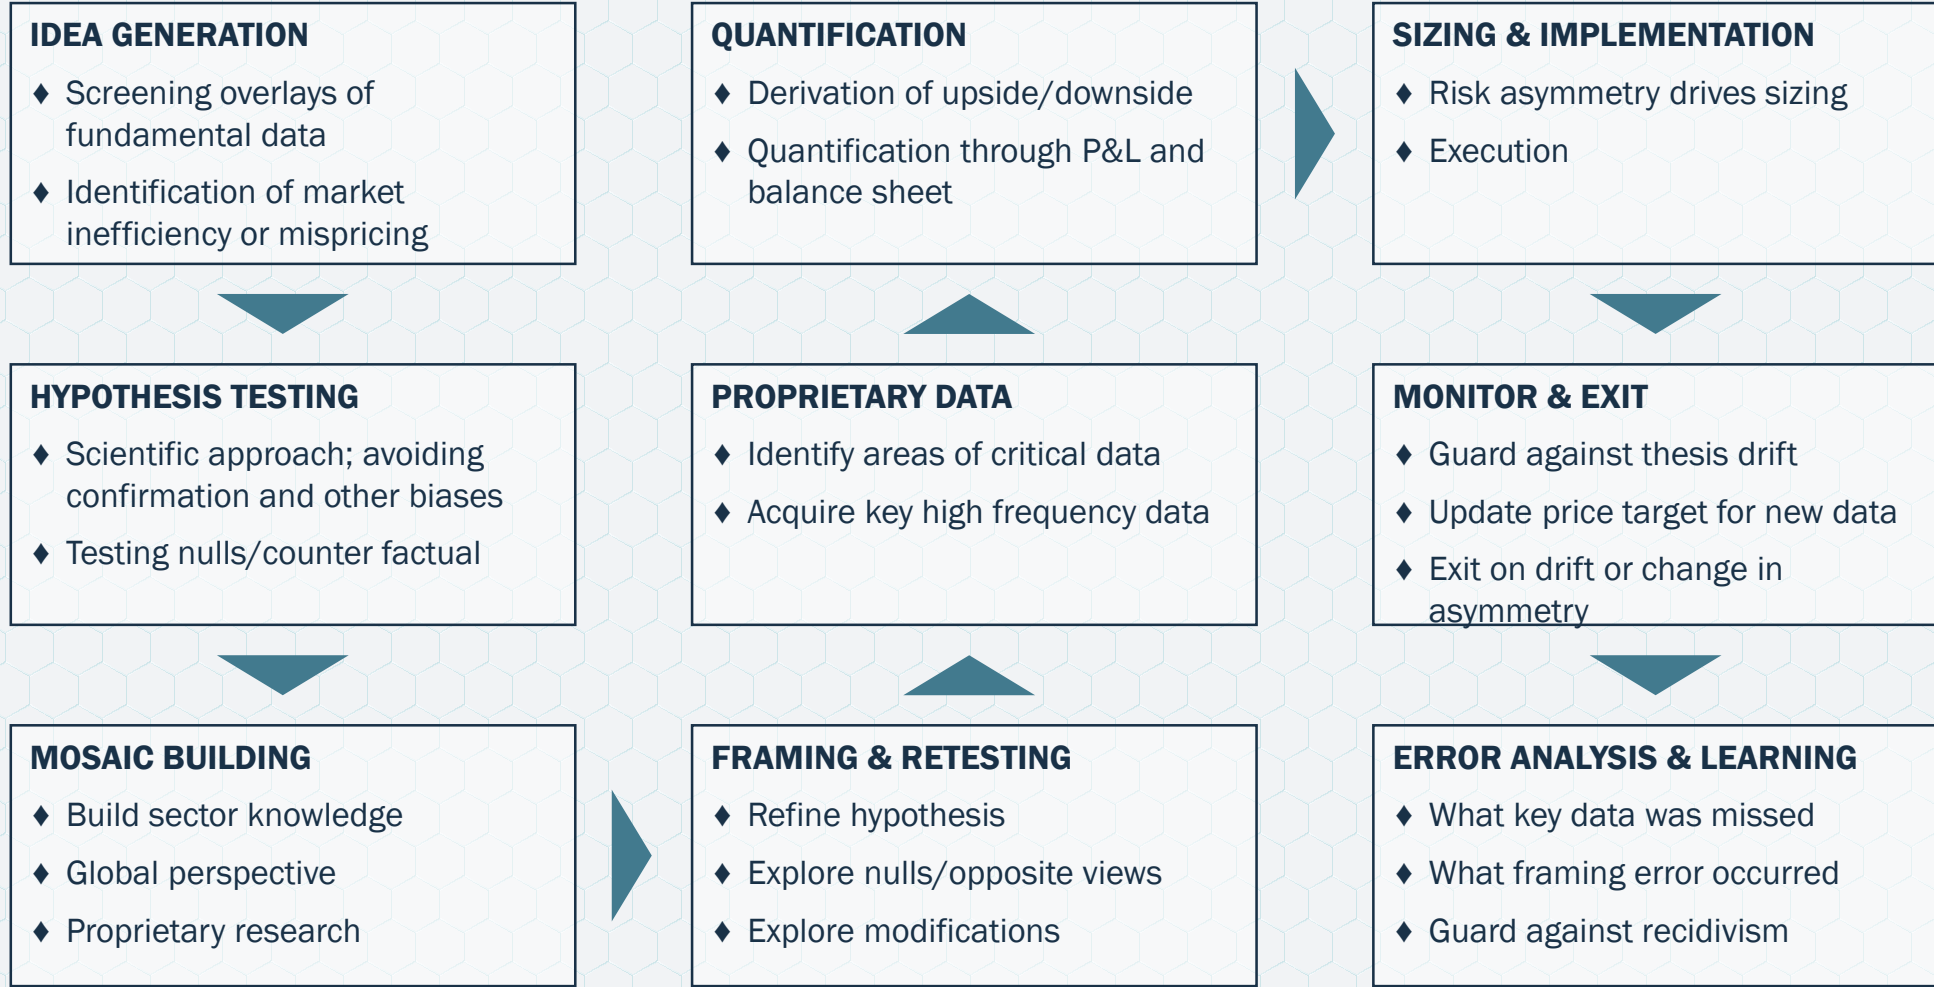 IDEA GENERATION
♦ Screening overlays of
fundamental data
♦ Identification of market
inefficiency or mispricing
HYPOTHESIS TESTING
♦ Scientific approach; avoiding
confirmation and other biases
♦ Testing nulls/counter factual
MOSAIC BUILDING
♦ Build sector knowledge
♦ Global perspective
♦ Proprietary research
FRAMING & RETESTING
♦ Refine hypothesis
♦ Explore nulls/opposite views
♦ Explore modifications
PROPRIETARY DATA
♦ Identify areas of critical data
♦ Acquire key high frequency data
QUANTIFICATION
♦ Derivation of upside/downside
♦ Quantification through P&L and
balance sheet
SIZING & IMPLEMENTATION
♦ Risk asymmetry drives sizing
♦ Execution
MONITOR & EXIT
♦ Guard against thesis drift
♦ Update price target for new data
♦ Exit on drift or change in
asymmetry
ERROR ANALYSIS & LEARNING
♦ What key data was missed
♦ What framing error occurred
♦ Guard against recidivism